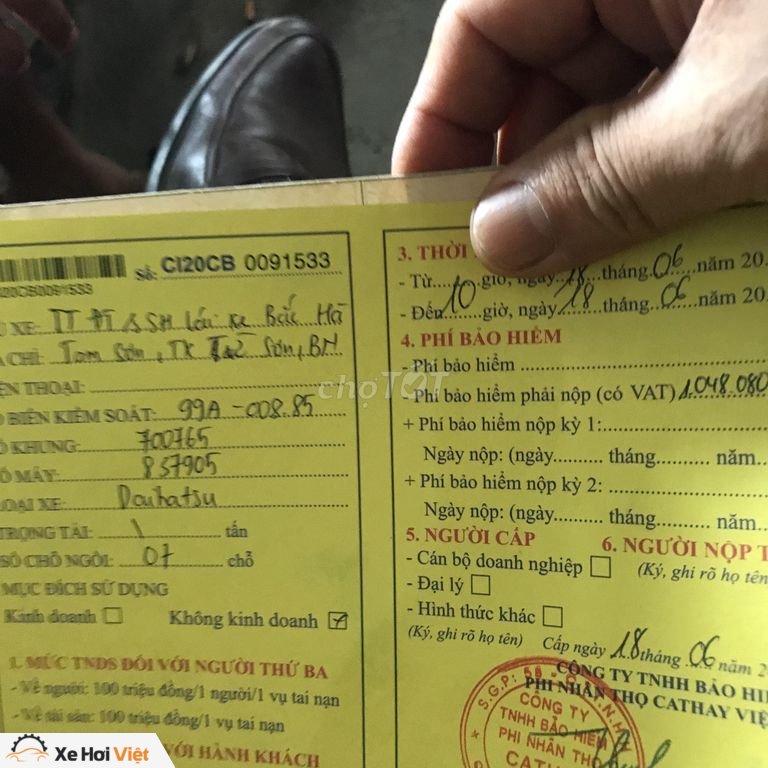 Số: CI20CB 0091533
I20CB0091533
Ủ XE: TT ĐT & SH Lái xe Bắc Hà
A CHỈ: Tam Sơn, TX Từ Sơn, BN
ỆN THOẠI:
Ố BIỂN KIỂM SOÁT: 99A-008.85
Ố KHUNG: 700765
Ố MÁY: 837905
OẠI XE: Daihatsu
TRỌNG TẢI: 1 tấn
SỐ CHỖ NGỒI: 07 chỗ
MỤC ĐÍCH SỬ DỤNG
Kinh doanh Không kinh doanh
1. MỨC TNDS ĐỐI VỚI NGƯỜI THỨ BA
- Về người: 100 triệu đồng/1 người/1 vụ tai nạn
- Về tài sản: 100 triệu đồng/1 vụ tai nạn
VỚI HÀNH KHÁCH
3. THỜI
- Từ giờ, ngày 18 tháng 06 năm 20
- Đến 10 giờ, ngày 18 tháng 06 năm 20
4. PHÍ BẢO HIỂM
- Phí bảo hiểm
- Phí bảo hiểm phải nộp (có VAT) 1.048.080
+ Phí bảo hiểm nộp kỳ 1:
Ngày nộp: (ngày.......... tháng........... năm...
+ Phí bảo hiểm nộp kỳ 2:
Ngày nộp: (ngày.......... tháng........... năm...
5. NGƯỜI CẤP
- Cán bộ doanh nghiệp
- Đại lý
- Hình thức khác
(Ký, ghi rõ họ tên)
6. NGƯỜI NỘP T
(Ký, ghi rõ họ tên
Cấp ngày 18 tháng 06 năm 2
CÔNG TY TNHH BẢO HI
PHI NHÂN THỌ CATHAY VIỆ
CÔNG TY
TNHH BẢO HIỂM
PHI NHÂN THỌ
CATH
chợTỐT
Xe Hơi Việt